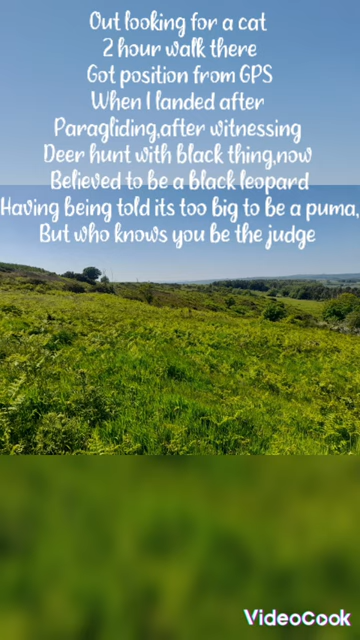 Out looking for a cat
2 hour walk there
Got position from GPS
When I landed after
Paragliding,after witnessing
Deer hunt with black thing,now
Believed to be a black leopard
Having being told its too big to be a puma,
But who knows you be the judge
VideoCook